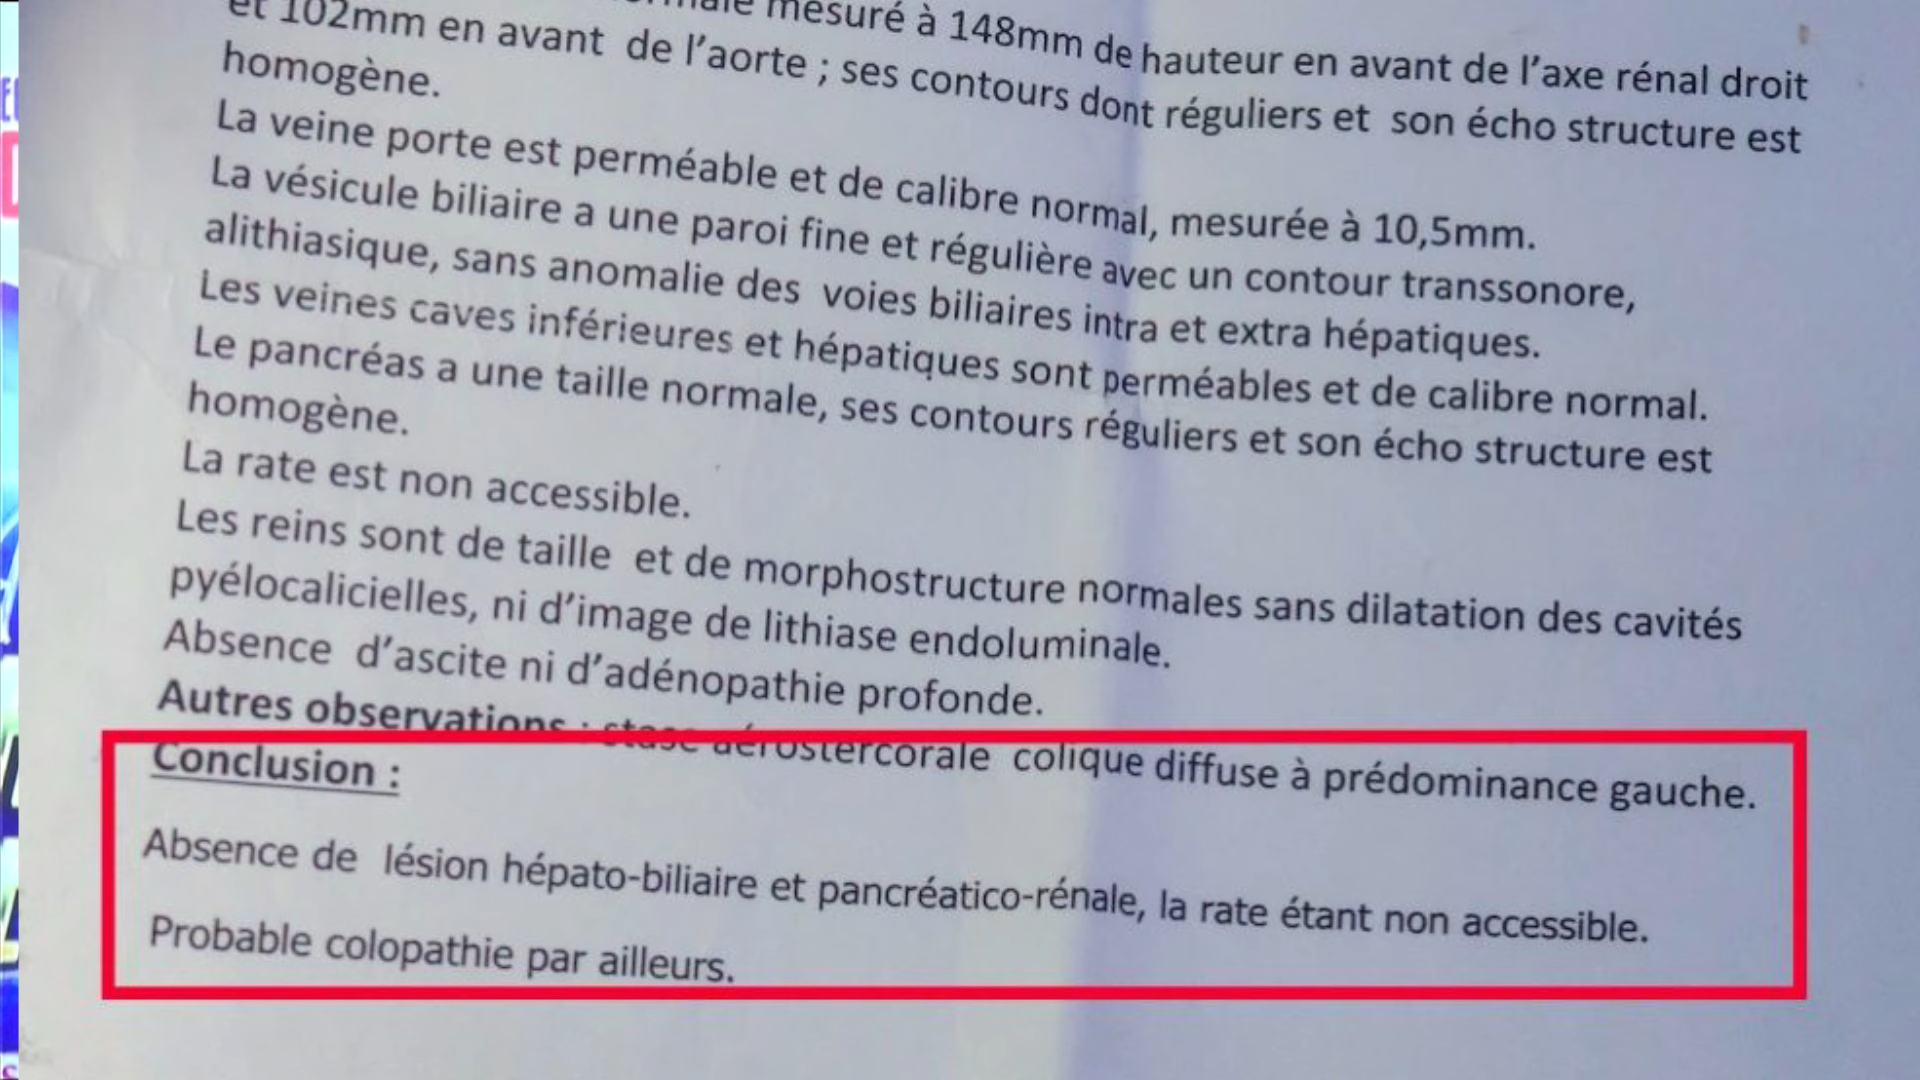 mesuré à 148mm de hauteur en avant de l'axe rénal droit
et 102mm en avant de l'aorte ; ses contours dont réguliers et son écho structure est
homogène.
La veine porte est perméable et de calibre normal, mesurée à 10,5mm.
La vésicule biliaire a une paroi fine et régulière avec un contour transsonore,
alithiasique, sans anomalie des voies biliaires intra et extra hépatiques.
Les veines caves inférieures et hépatiques sont perméables et de calibre normal.
Le pancréas a une taille normale, ses contours réguliers et son écho structure est
homogène.
La rate est non accessible.
Les reins sont de taille et de morphostructure normales sans dilatation des cavités
pyélocalicielles, ni d'image de lithiase endoluminale.
Absence d'ascite ni d'adénopathie profonde.
Autres observations : stase aérostercorale colique diffuse à prédominance gauche.
Conclusion :
Absence de lésion hépato-biliaire et pancréatico-rénale, la rate étant non accessible.
Probable colopathie par ailleurs.